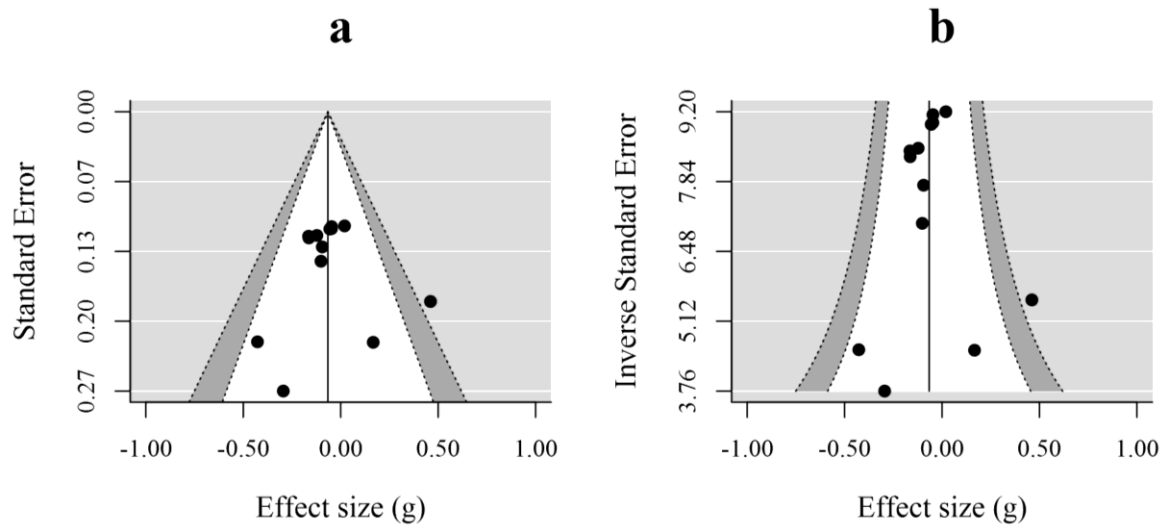 a
Standard Error
0.00
0.07
0.13
0.20
0.27
-1.00 -0.50 0.00 0.50 1.00
Effect size (g)
b
Inverse Standard Error
9.20
7.84
6.48
5.12
3.76
-1.00 -0.50 0.00 0.50 1.00
Effect size (g)